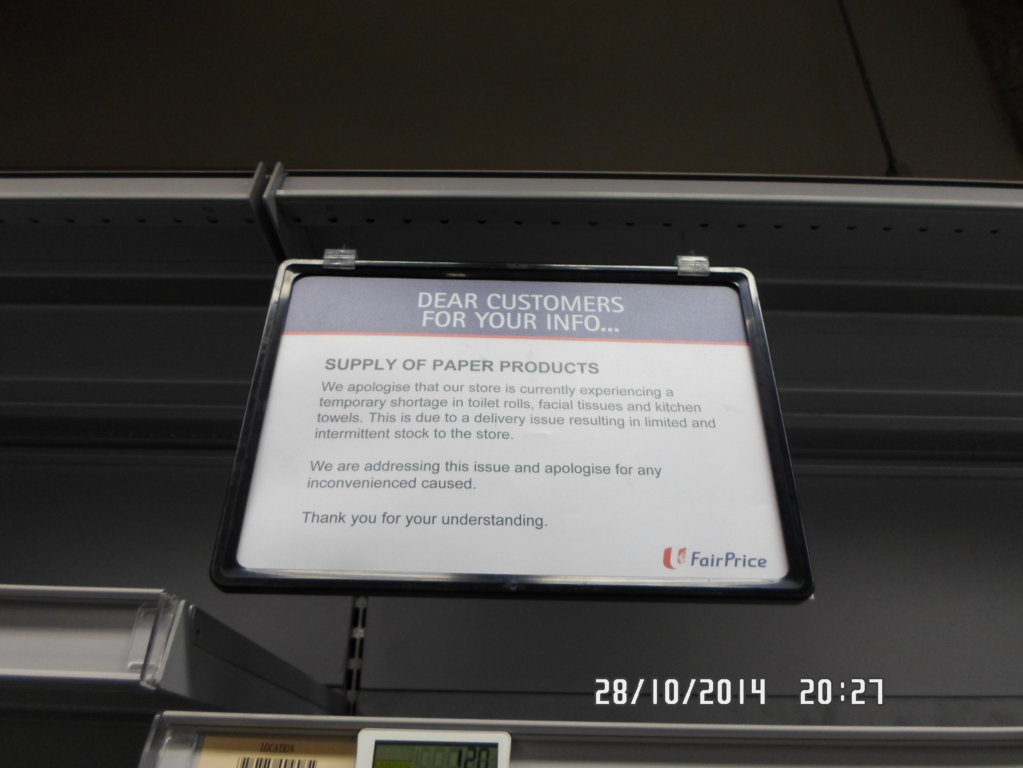 DEAR CUSTOMERS
FOR YOUR INFO...
SUPPLY OF PAPER PRODUCTS
We apologise that our store is currently experiencing a
temporary shortage in toilet rolls, facial tissues and kitchen
towels. This is due to a delivery issue resulting in limited and
intermittent stock to the store.
We are addressing this issue and apologise for any
inconvenienced caused.
Thank you for your understanding.
FairPrice
28/10/2014 20:27
LOCATION